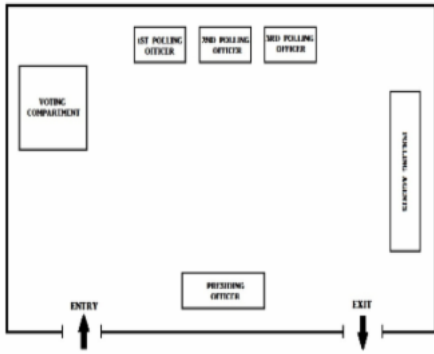 1ST POLLING
OFFICER
2ND POLLING
OFFICER
3RD POLLING
OFFICER
VOTING
COMPARTMENT
POLLING AGENTS
PRESIDING
OFFICER
ENTRY
EXIT